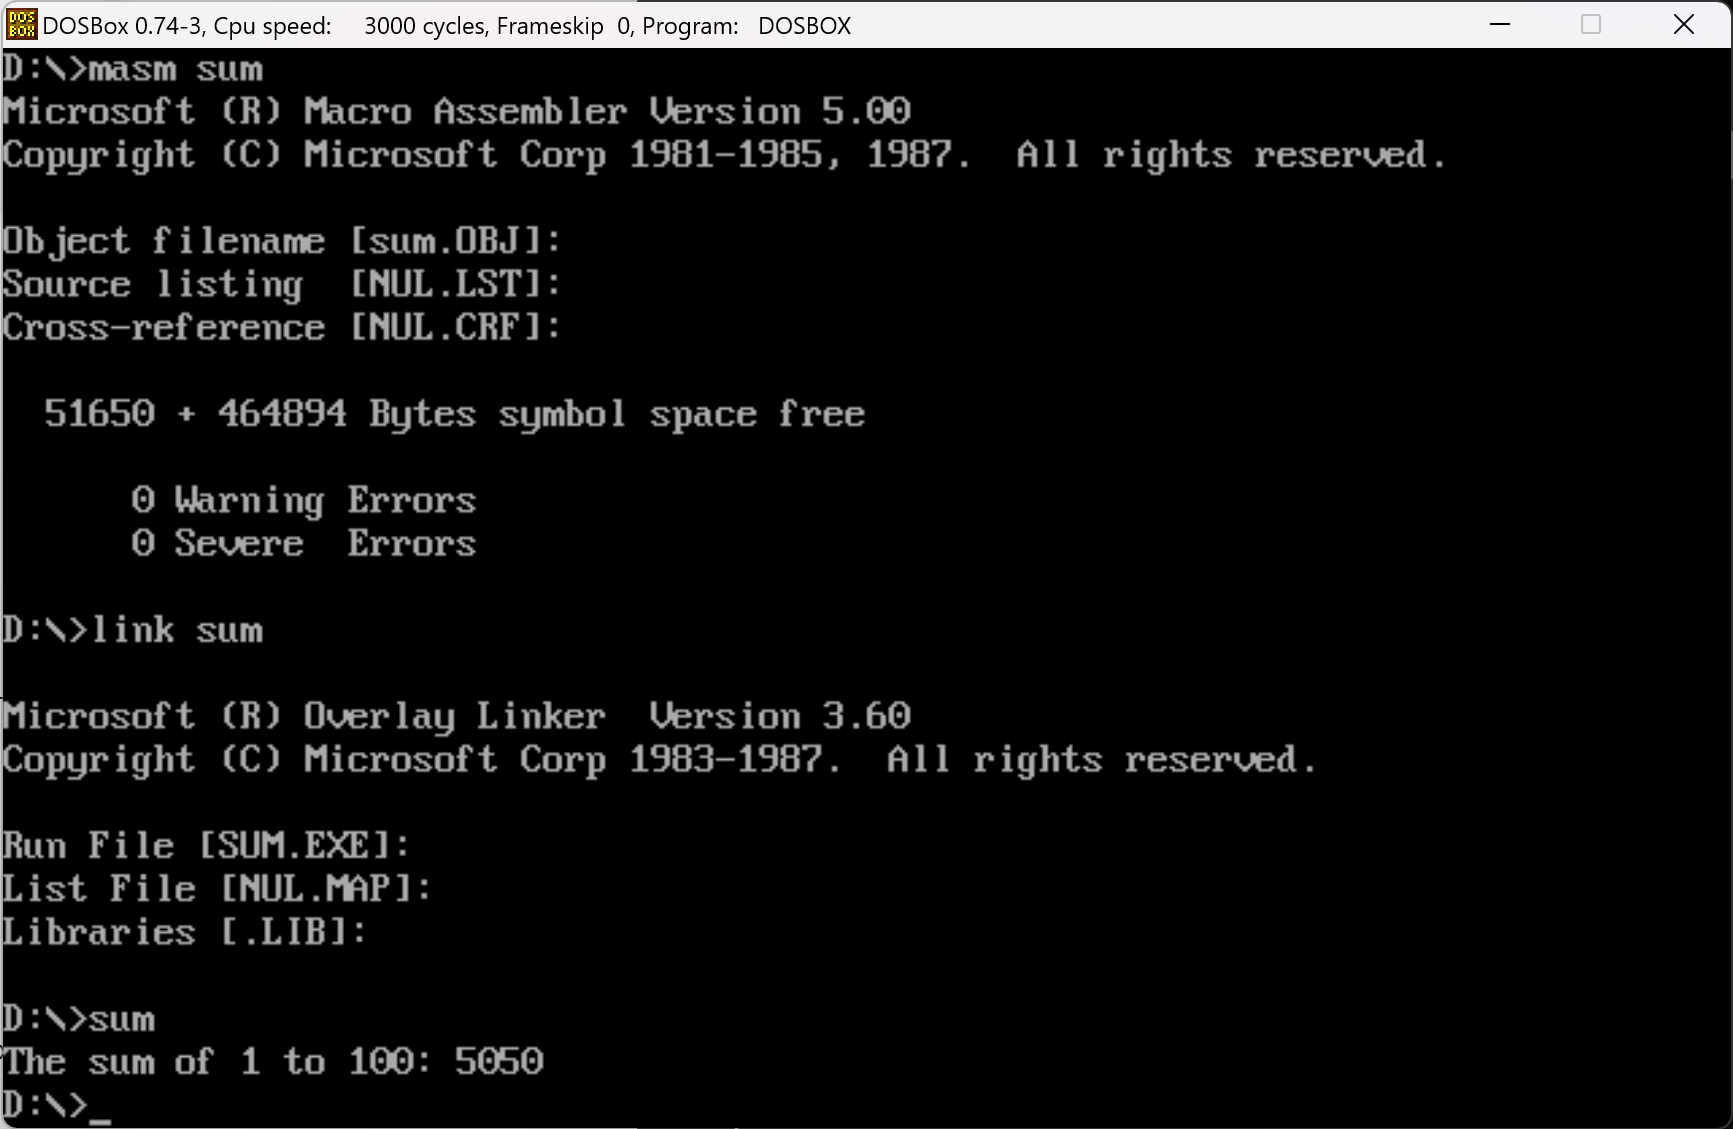 DOSBox 0.74-3, Cpu speed:    3000 cycles, Frameskip  0, Program:   DOSBOX
D:\>masm sum
Microsoft (R) Macro Assembler Version 5.00
Copyright (C) Microsoft Corp 1981-1985, 1987.  All rights reserved.
Object filename [sum.OBJ]:
Source listing  [NUL.LST]:
Cross-reference [NUL.CRF]:
  51650 + 464894 Bytes symbol space free
      0 Warning Errors
      0 Severe  Errors
D:\>link sum
Microsoft (R) Overlay Linker  Version 3.60
Copyright (C) Microsoft Corp 1983-1987.  All rights reserved.
Run File [SUM.EXE]:
List File [NUL.MAP]:
Libraries [.LIB]:
D:\>sum
The sum of 1 to 100: 5050
D:\>_